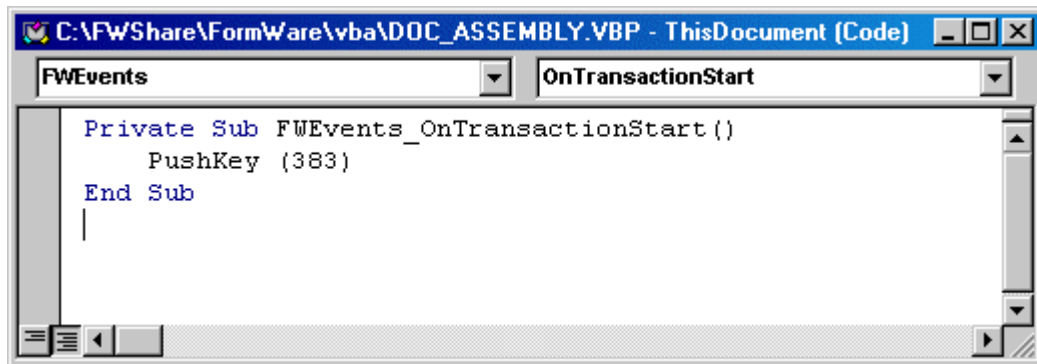 C:\FWShare\FormWare\vba\DOC_ASSEMBLY.VBP - ThisDocument (Code)
FWEvents OnTransactionStart
Private Sub FWEvents_OnTransactionStart()
    PushKey (383)
End Sub